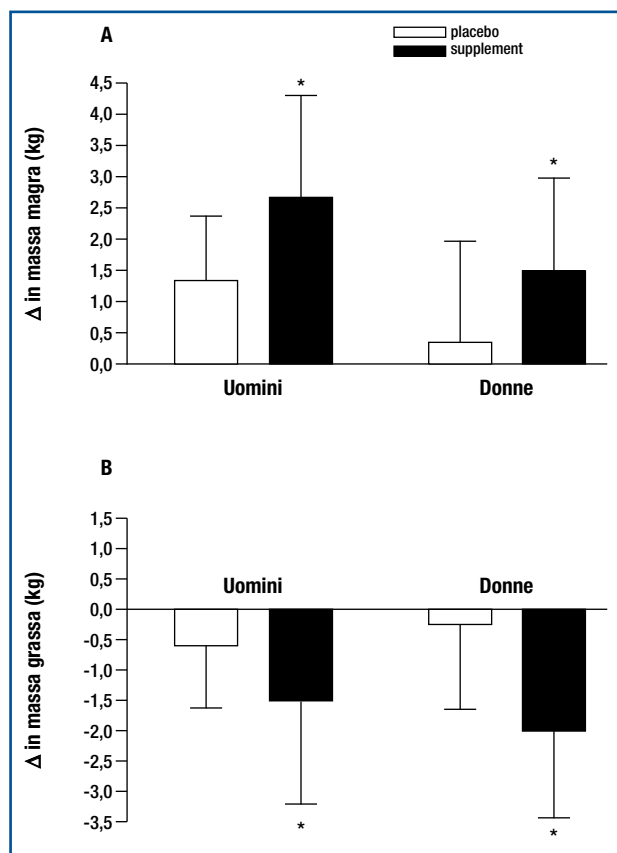 A
placebo
supplement
Δ in massa magra (kg)
4,5
4,0
3,5
3,0
2,5
2,0
1,5
1,0
0,5
0,0
*
*
Uomini
Donne
B
Δ in massa grassa (kg)
1,5
1,0
0,5
0,0
-0,5
-1,0
-1,5
-2,0
-2,5
-3,0
-3,5
Uomini
Donne
*
*